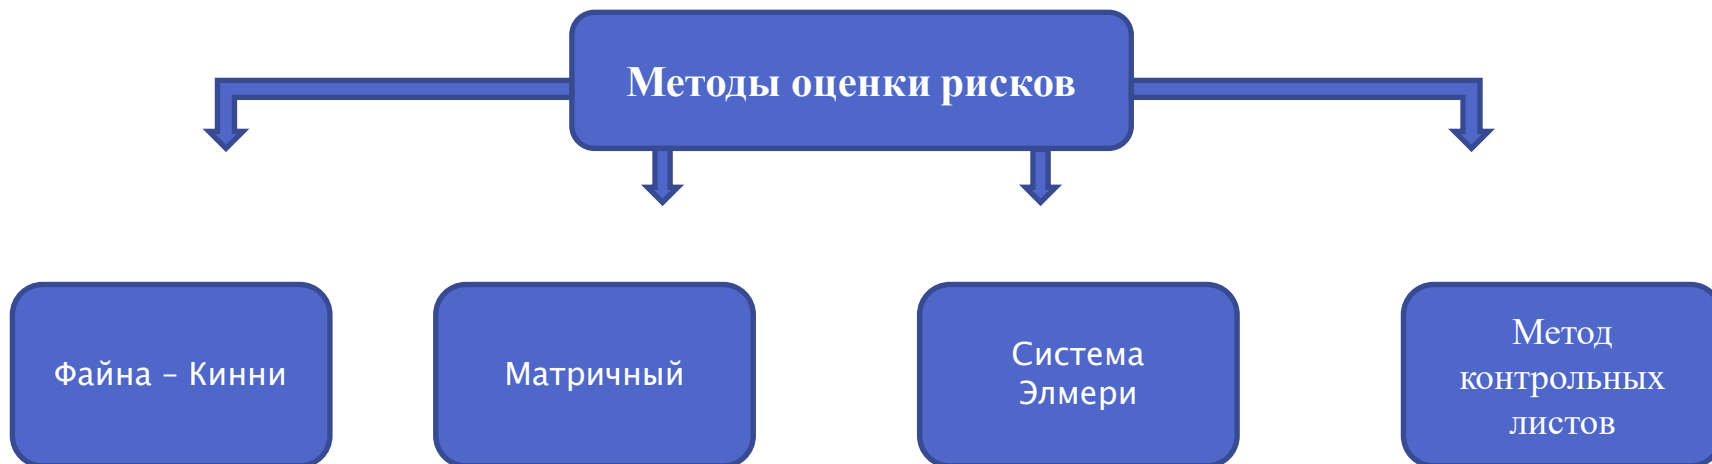 Методы оценки рисков
Файна – Кинни
Матричный
Система
Элмери
Метод
контрольных
листов